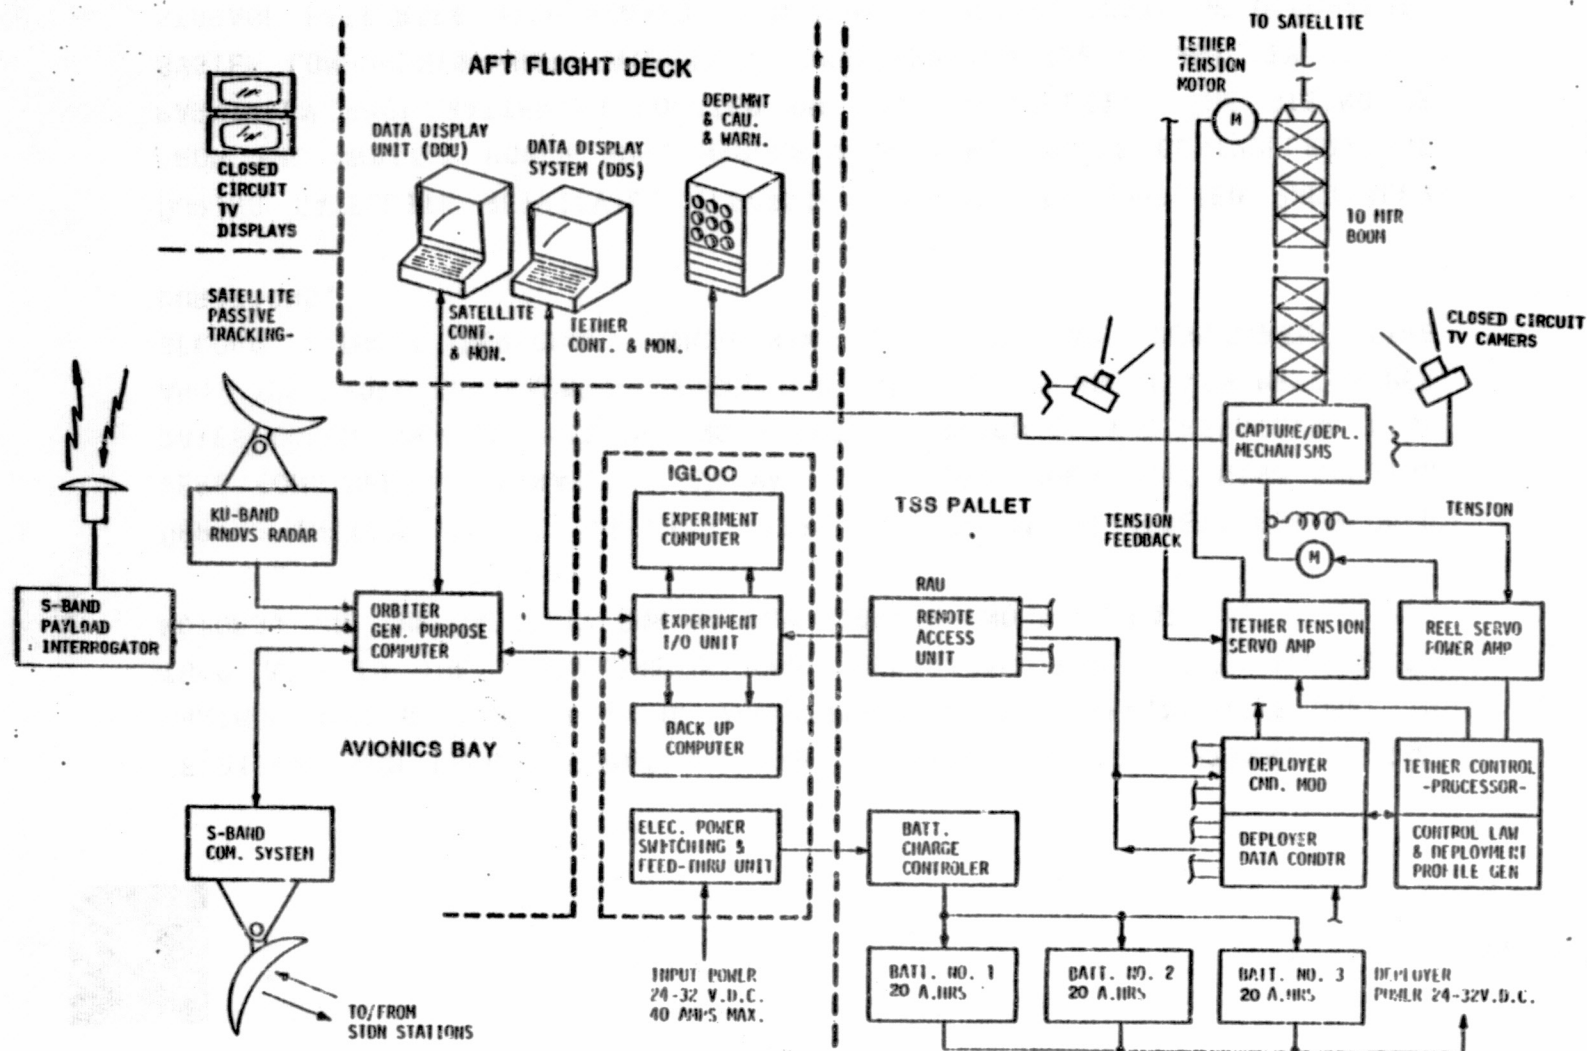 TO SATELLITE
TETHER
TENSION
MOTOR
M
AFT FLIGHT DECK
DEPLMNT
& CAU.
& WARN.
DATA DISPLAY
UNIT (DDU)
DATA DISPLAY
SYSTEM (DDS)
CLOSED
CIRCUIT
TV
DISPLAYS
10 MTR
BOOM
SATELLITE
PASSIVE
TRACKING-
SATELLITE
CONT.
& MON.
TETHER
CONT. & MON.
CLOSED CIRCUIT
TV CAMERS
CAPTURE/DEPL.
MECHANISMS
IGLOO
TSS PALLET
TENSION
FEEDBACK
TENSION
M
KU-BAND
RNDVS RADAR
EXPERIMENT
COMPUTER
RAU
S-BAND
PAYLOAD
INTERROGATOR
ORBITER
GEN. PURPOSE
COMPUTER
EXPERIMENT
I/O UNIT
REMOTE
ACCESS
UNIT
TETHER TENSION
SERVO AMP
REEL SERVO
POWER AMP
AVIONICS BAY
BACK UP
COMPUTER
DEPLOYER
CMD. MOD
TETHER CONTROL
-PROCESSOR-
S-BAND
COM. SYSTEM
ELEC. POWER
SWITCHING &
FEED-THRU UNIT
BATT.
CHARGE
CONTROLER
DEPLOYER
DATA CONDTR
CONTROL LAW
& DEPLOYMENT
PROFILE GEN
INPUT POWER
24-32 V.D.C.
40 AMPS MAX.
BATT. NO. 1
20 A.HRS
BATT. NO. 2
20 A.HRS
BATT. NO. 3
20 A.HRS
DEPLOYER
POWER 24-32V.D.C.
TO/FROM
STDN STATIONS